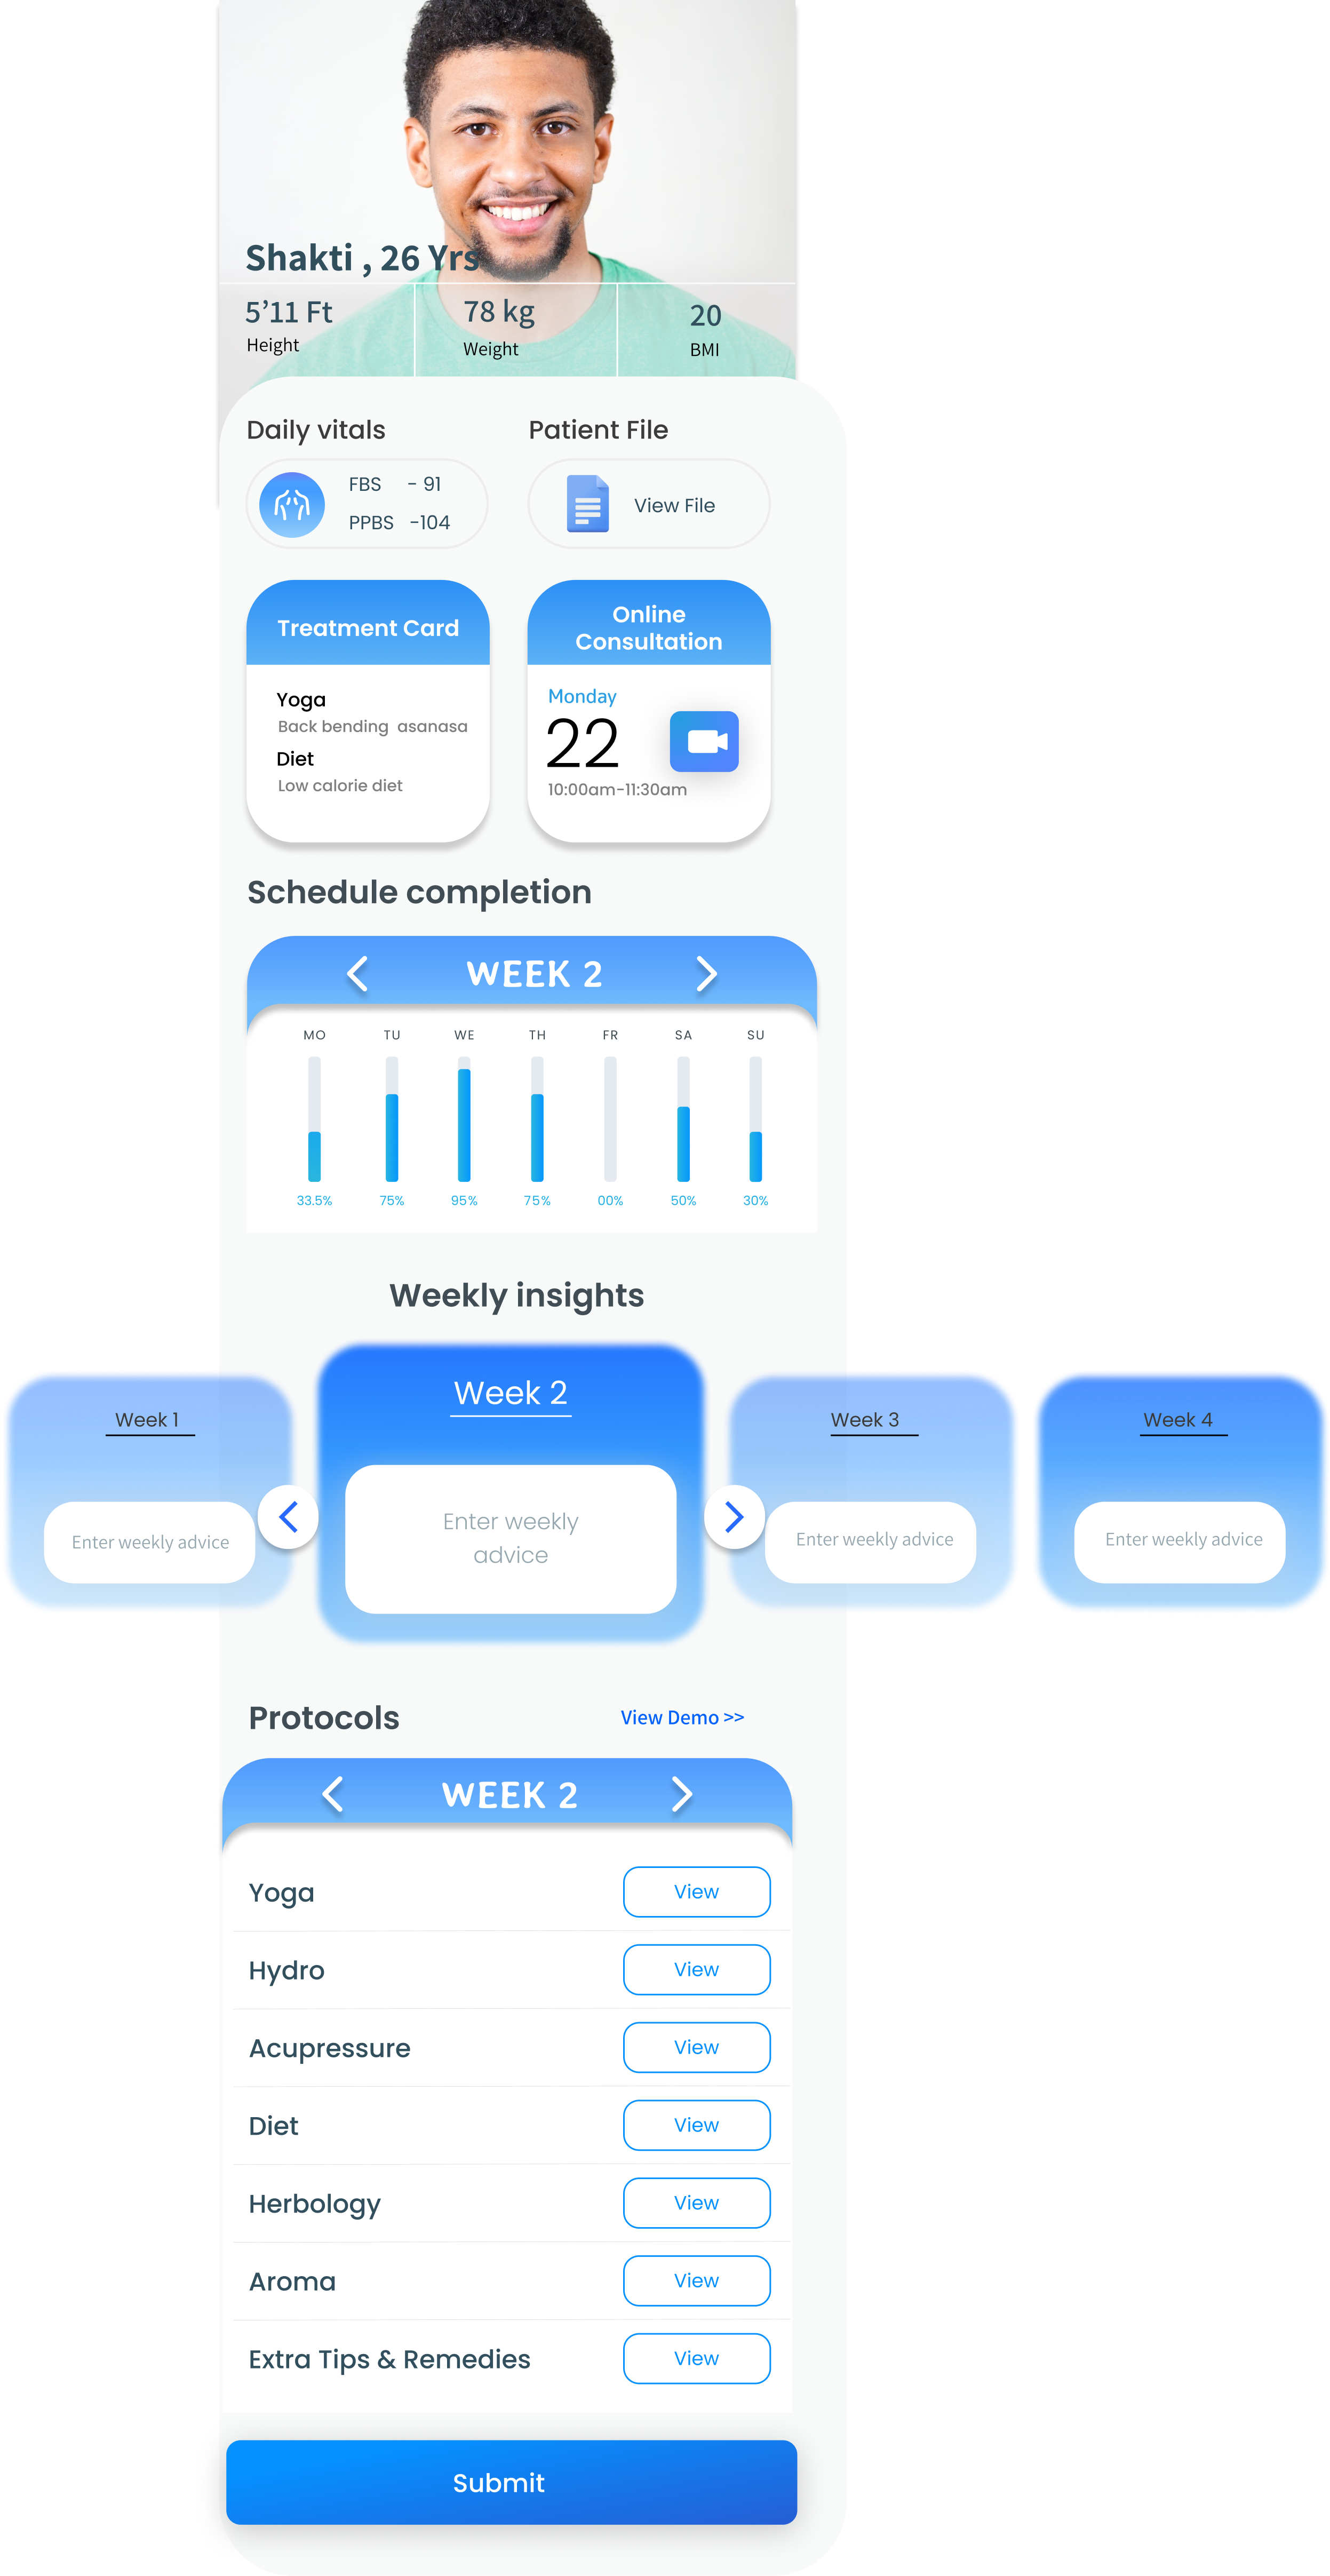 Shakti , 26 Yrs
5’11 Ft
Height
78 kg
Weight
20
BMI
Daily vitals
FBS - 91
PPBS -104
Patient File
View File
Treatment Card
Yoga
Back bending asanasa
Diet
Low calorie diet
Online
Consultation
Monday
22
10:00am-11:30am
Schedule completion
WEEK 2
MO TU WE TH FR SA SU
33.5% 75% 95% 75% 00% 50% 30%
Weekly insights
Week 1
Enter weekly advice
Week 2
Enter weekly
advice
Week 3
Enter weekly advice
Week 4
Enter weekly advice
Protocols
View Demo >>
WEEK 2
Yoga View
Hydro View
Acupressure View
Diet View
Herbology View
Aroma View
Extra Tips & Remedies View
Submit